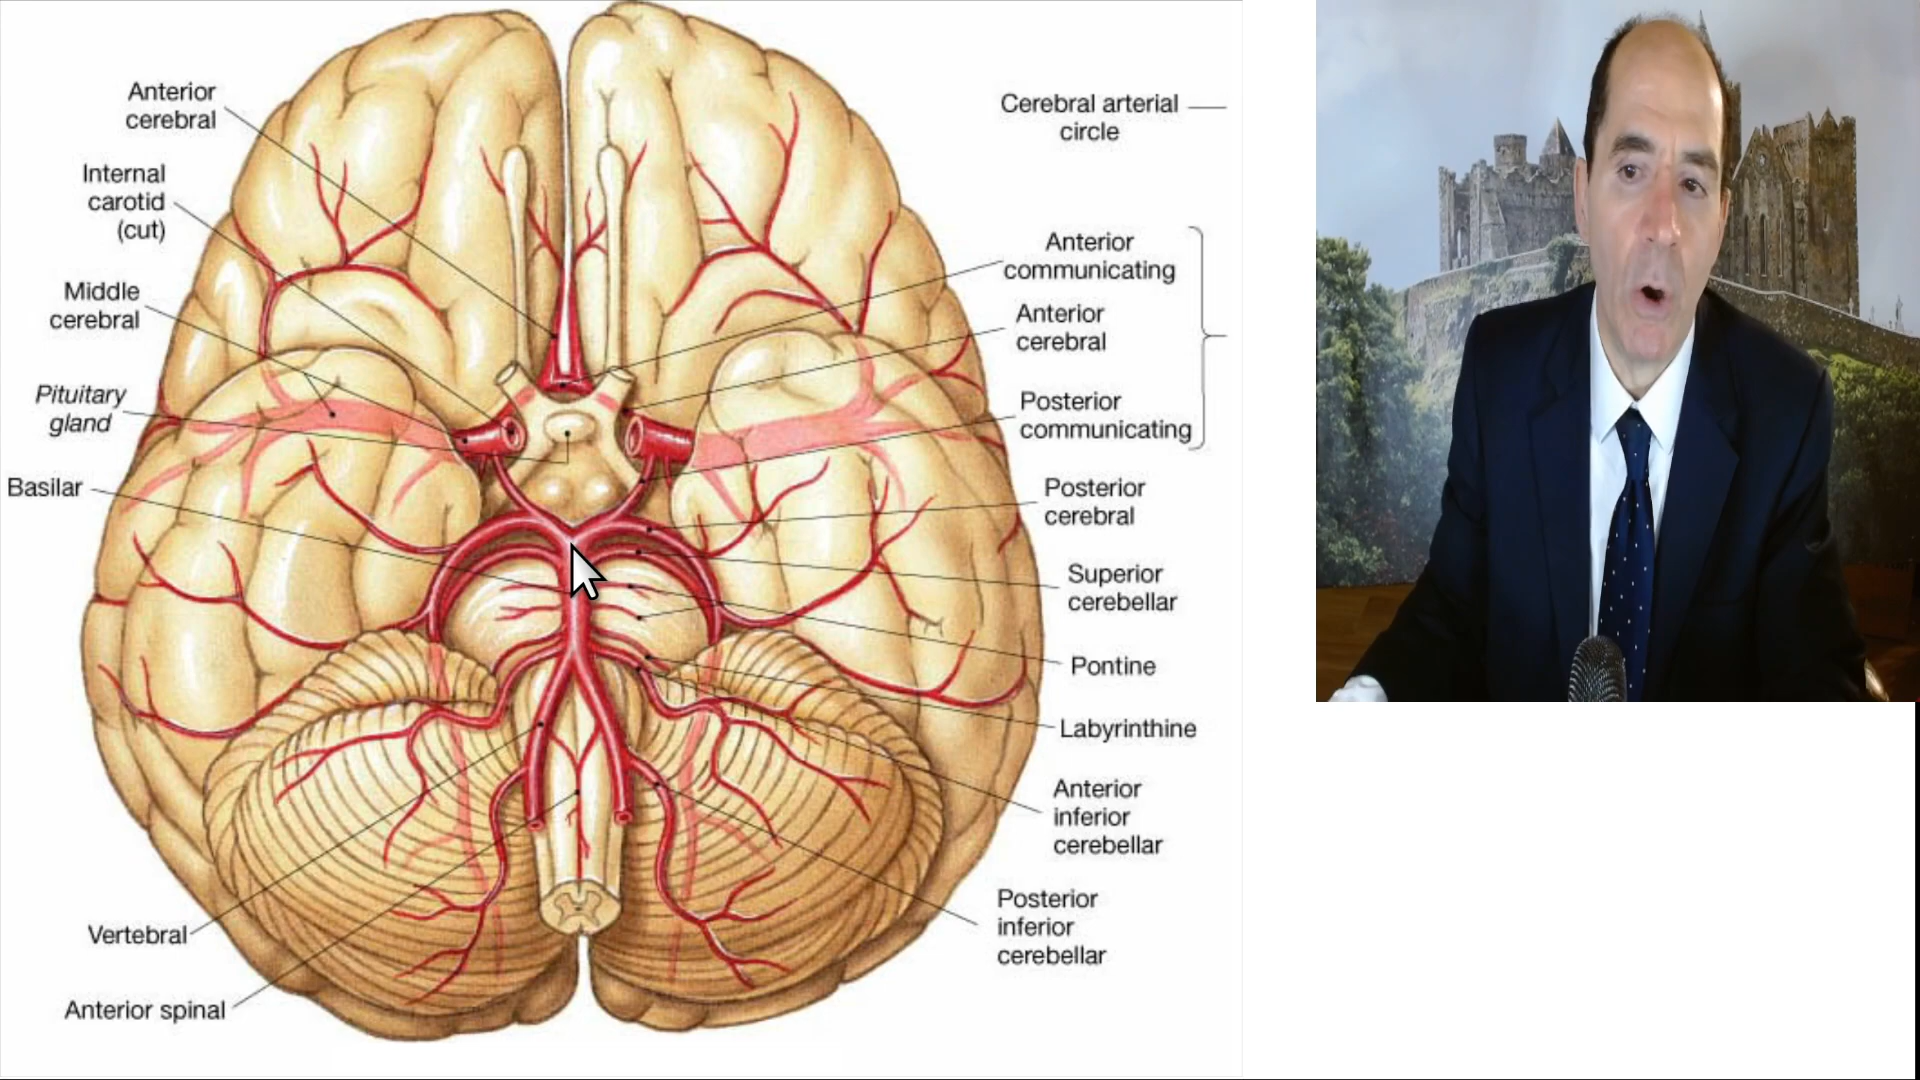 Anterior
cerebral
Internal
carotid
(cut)
Middle
cerebral
Pituitary
gland
Basilar
Vertebral
Anterior spinal
Cerebral arterial
circle
Anterior
communicating
Anterior
cerebral
Posterior
communicating
Posterior
cerebral
Superior
cerebellar
Pontine
Labyrinthine
Anterior
inferior
cerebellar
Posterior
inferior
cerebellar